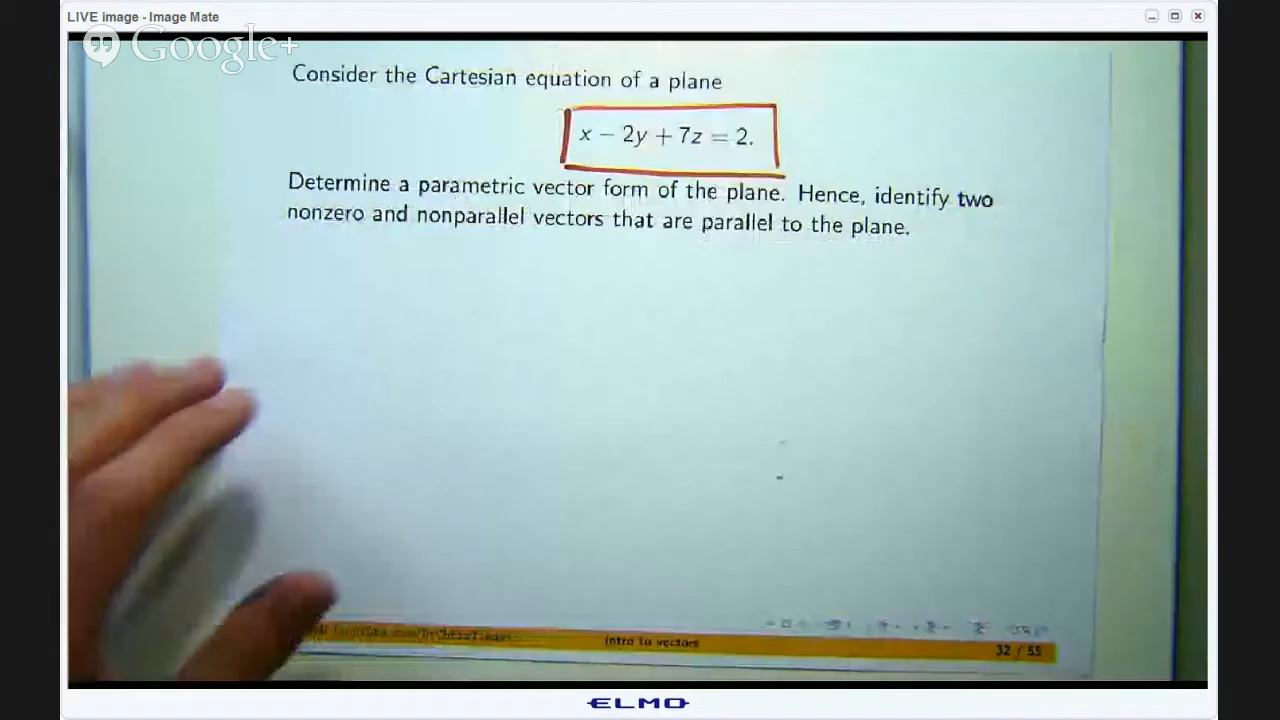 LIVE image - Image Mate
Google+
Consider the Cartesian equation of a plane
x − 2y + 7z = 2.
Determine a parametric vector form of the plane. Hence, identify two
nonzero and nonparallel vectors that are parallel to the plane.
intro to vectors
32 / 55
ELMO